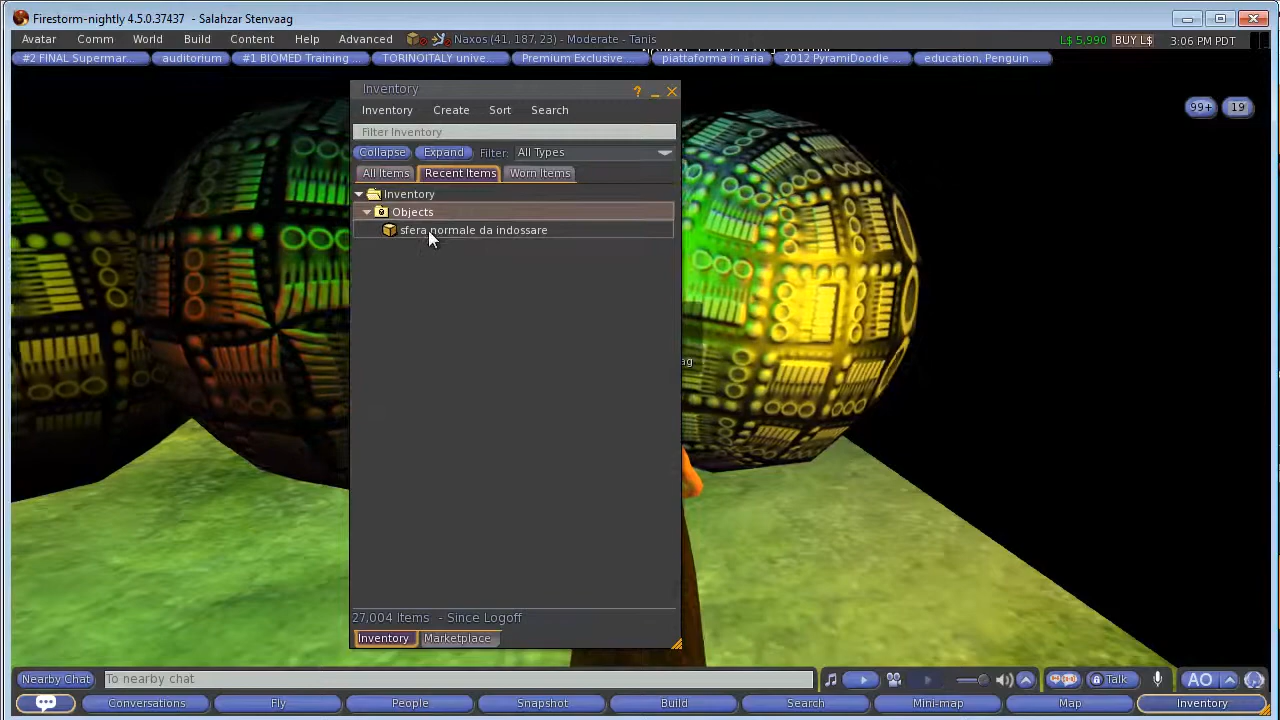 Firestorm-nightly 4.5.0.37437 - Salahzar Stenvaag
Avatar Comm World Build Content Help Advanced Naxos (41, 187, 23) - Moderate - Tanis L$ 5,990 BUY L$ 3:06 PM PDT
#2 FINAL Supermar... auditorium #1 BIOMED Training ... TORINOITALY unive... Premium Exclusive... piattaforma in aria 2012 PyramiDoodle ... education, Penguin ...
Inventory
99+ 19
Inventory Create Sort Search
Filter Inventory
Collapse Expand Filter: All Types
All Items Recent Items Worn Items
Inventory
Objects
sfera normale da indossare
ag
27,004 Items - Since Logoff
Inventory Marketplace
Nearby Chat To nearby chat Talk AO
Conversations Fly People Snapshot Build Search Mini-map Map Inventory